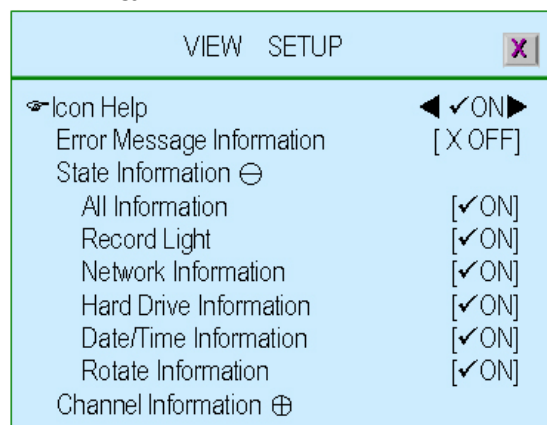 VIEW SETUP X
☞Icon Help ◀ ✓ON▶
Error Message Information [ X OFF]
State Information ⊖
All Information [✓ON]
Record Light [✓ON]
Network Information [✓ON]
Hard Drive Information [✓ON]
Date/Time Information [✓ON]
Rotate Information [✓ON]
Channel Information ⊕